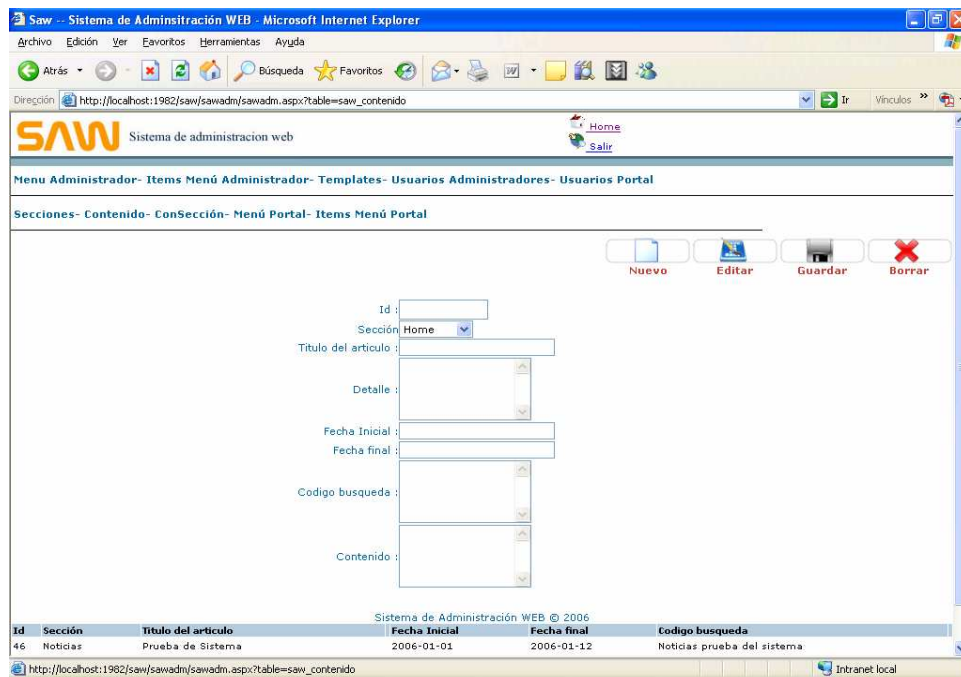 Saw -- Sistema de Adminsitración WEB - Microsoft Internet Explorer
Archivo Edición Ver Favoritos Herramientas Ayuda
Atrás Búsqueda Favoritos
Dirección http://localhost:1982/saw/sawadm/sawadm.aspx?table=saw_contenido Ir Vínculos »
SAW Sistema de administracion web Home
Salir
Menu Administrador- Items Menú Administrador- Templates- Usuarios Administradores- Usuarios Portal
Secciones- Contenido- ConSección- Menú Portal- Items Menú Portal
Nuevo Editar Guardar Borrar
Id :
Sección Home
Titulo del articulo :
Detalle :
Fecha Inicial :
Fecha final :
Codigo busqueda :
Contenido :
Sistema de Administración WEB © 2006
Id Sección Titulo del articulo Fecha Inicial Fecha final Codigo busqueda
46 Noticias Prueba de Sistema 2006-01-01 2006-01-12 Noticias prueba del sistema
http://localhost:1982/saw/sawadm/sawadm.aspx?table=saw_contenido Intranet local